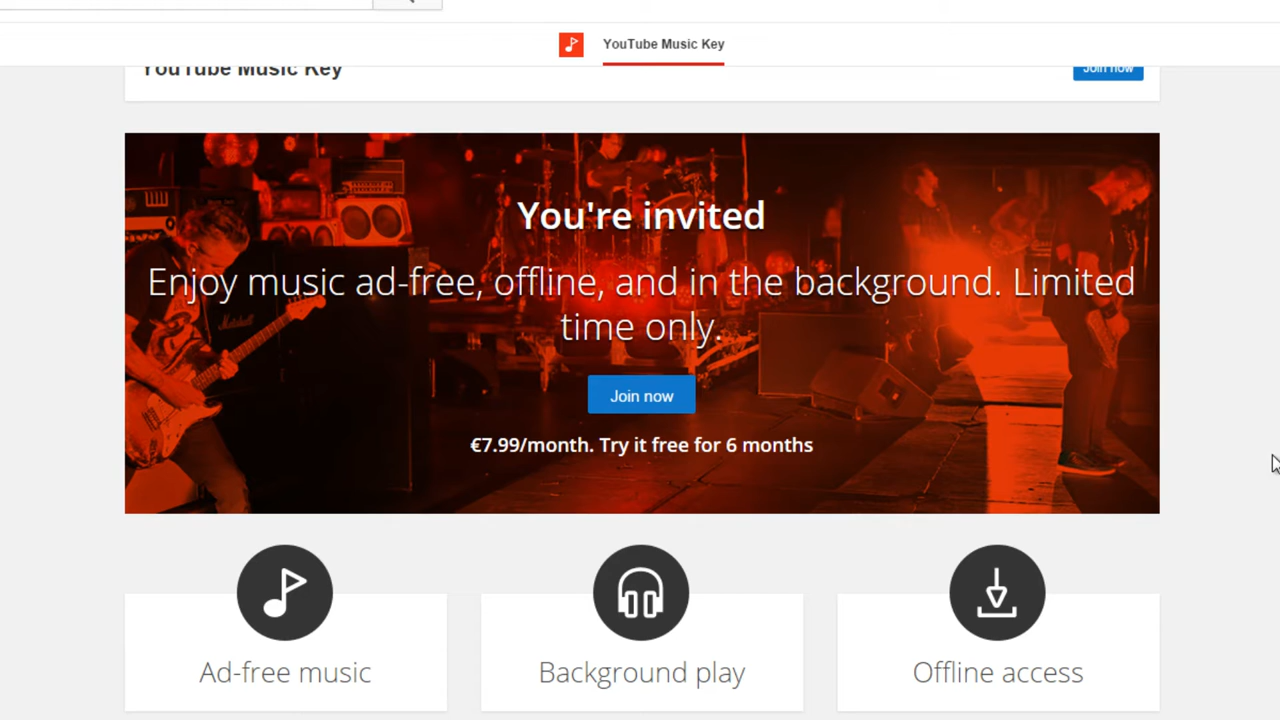 YouTube Music Key
YouTube Music Key
Join now
You're invited
Enjoy music ad-free, offline, and in the background. Limited
time only.
Marshall
Join now
€7.99/month. Try it free for 6 months
Ad-free music
Background play
Offline access